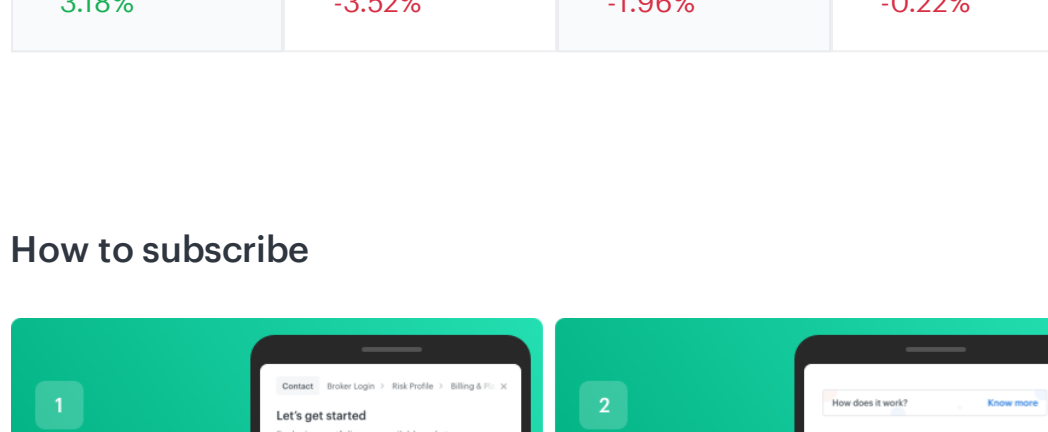 3.18% -3.52% -1.96% -0.22%
How to subscribe
1
Contact Broker Login > Risk Profile > Billing & ×
Let's get started
2
How does it work? Know more